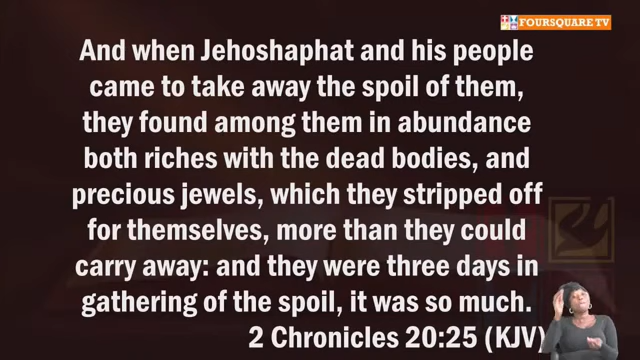 FOURSQUARE TV
And when Jehoshaphat and his people
came to take away the spoil of them,
they found among them in abundance
both riches with the dead bodies, and
precious jewels, which they stripped off
for themselves, more than they could
carry away: and they were three days in
gathering of the spoil, it was so much.
2 Chronicles 20:25 (KJV)